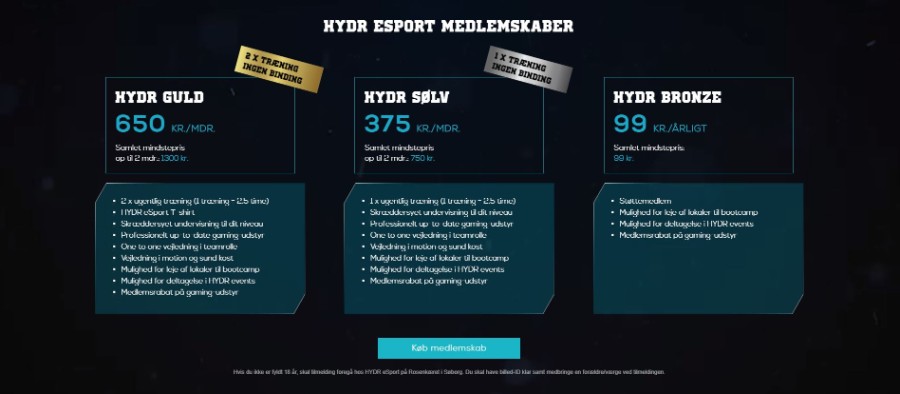 HYDR ESPORT MEDLEMSKABER
2 X TRÆNING
INGEN BINDING
HYDR GULD
650 KR./MDR.
Samlet mindstepris
op til 2 mdr.: 1300 kr.
2 x ugentlig træning (1 træning - 2.5 time)
HYDR eSport T-shirt
Skræddersyet undervisning til dit niveau
Professionelt up-to-date gaming-udstyr
One to one vejledning i teamrolle
Vejledning i motion og sund kost
Mulighed for leje af lokaler til bootcamp
Mulighed for deltagelse i HYDR events
Medlemsrabat på gaming-udstyr
1 X TRÆNING
INGEN BINDING
HYDR SØLV
375 KR./MDR.
Samlet mindstepris
op til 2 mdr.: 750 kr.
1 x ugentlig træning (1 træning - 2.5 time)
Skræddersyet undervisning til dit niveau
Professionelt up-to-date gaming-udstyr
One to one vejledning i teamrolle
Vejledning i motion og sund kost
Mulighed for leje af lokaler til bootcamp
Mulighed for deltagelse i HYDR events
Medlemsrabat på gaming-udstyr
HYDR BRONZE
99 KR./ÅRLIGT
Samlet mindstepris:
99 kr.
Støttemedlem
Mulighed for leje af lokaler til bootcamp
Mulighed for deltagelse i HYDR events
Medlemsrabat på gaming-udstyr
Køb medlemskab
Hvis du ikke er fyldt 18 år, skal tilmelding foregå hos HYDR eSport på Rosenkæret i Søborg. Du skal have billed-ID klar samt medbringe en forælder/værge ved tilmeldingen.